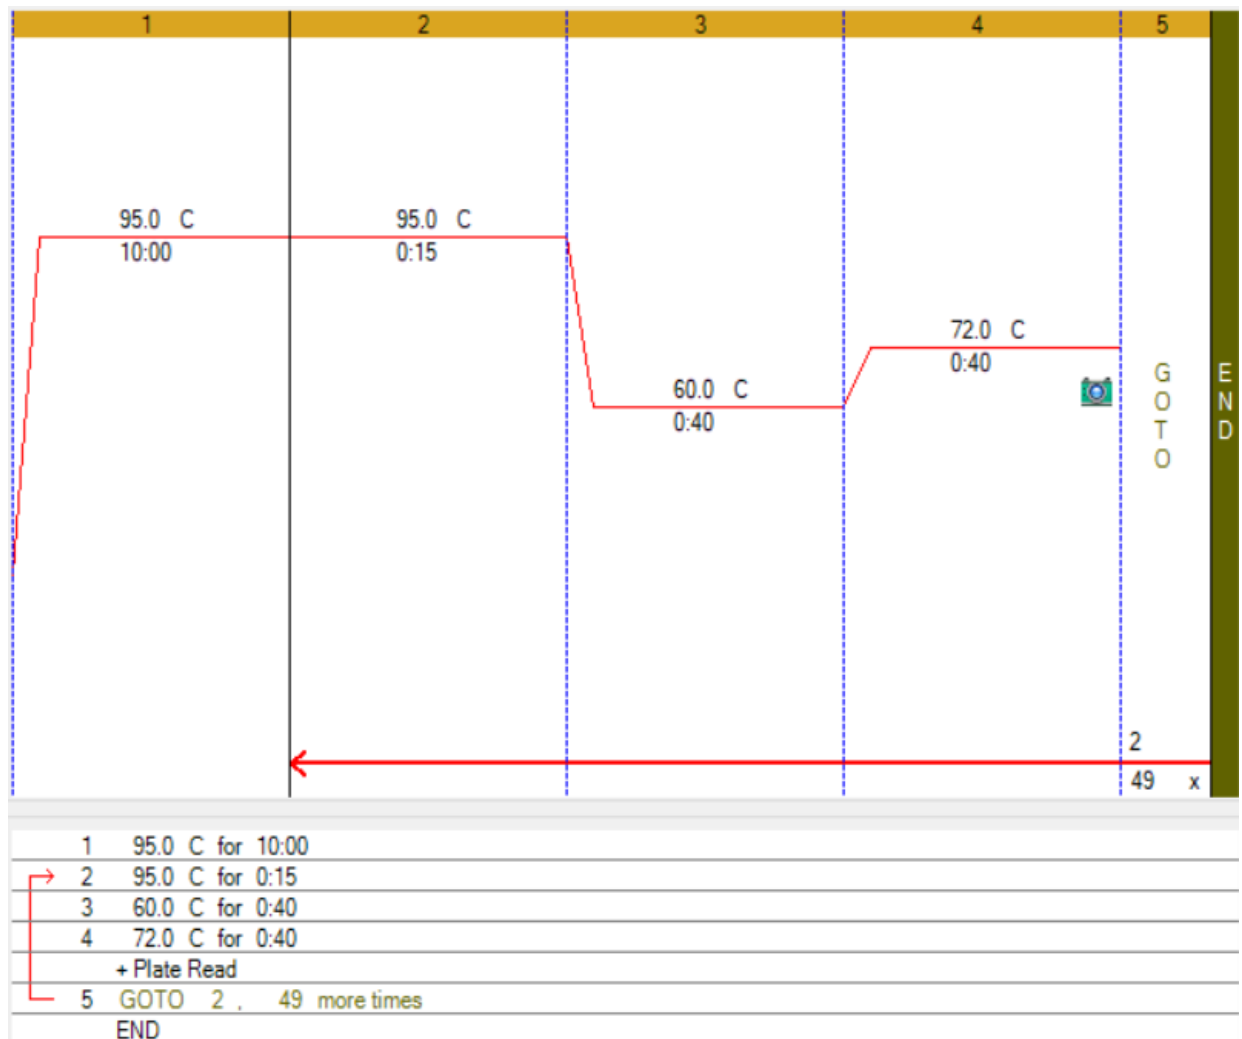 1 2 3 4 5
95.0 C 95.0 C
10:00 0:15
72.0 C
0:40
60.0 C
0:40
GOTO
END
2
49 x
1 95.0 C for 10:00
2 95.0 C for 0:15
3 60.0 C for 0:40
4 72.0 C for 0:40
+ Plate Read
5 GOTO 2 , 49 more times
END